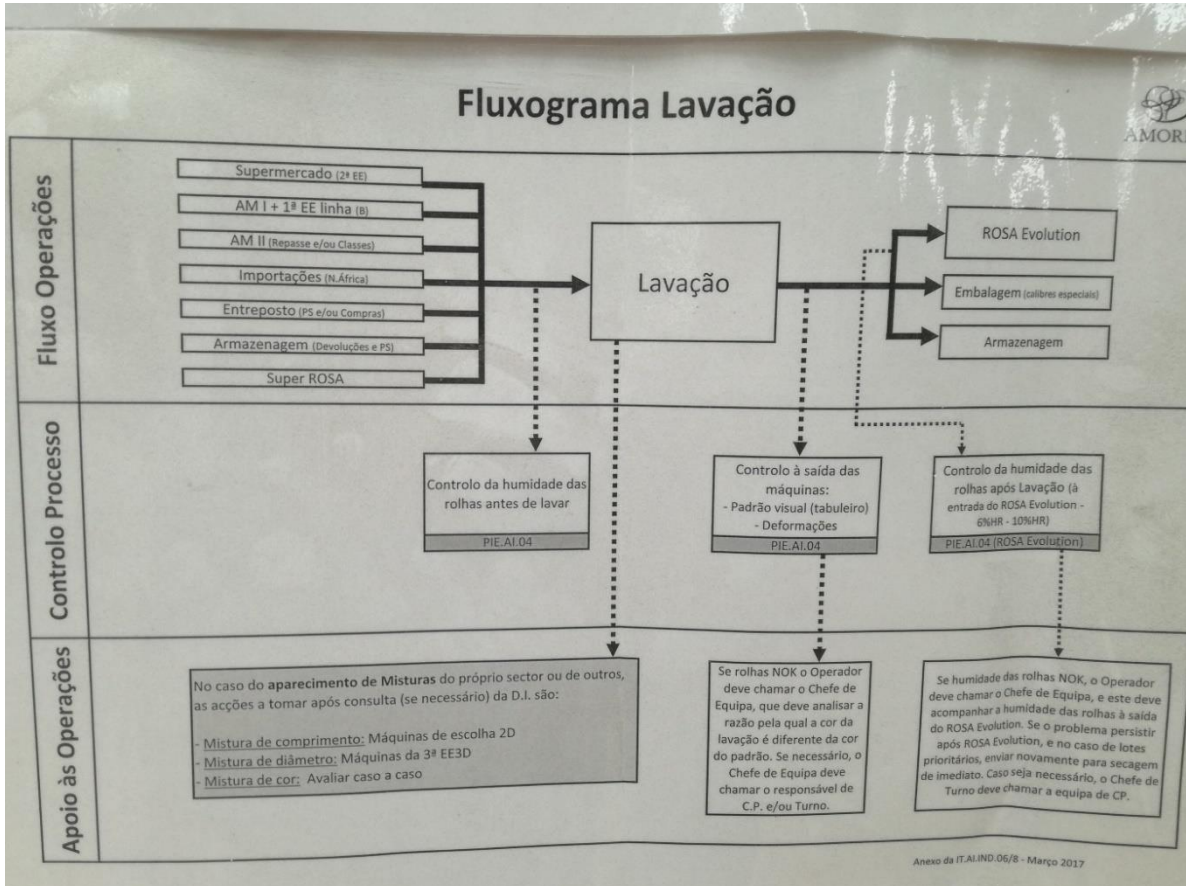 Fluxograma Lavação
AMORI
Fluxo Operações
Supermercado (2ª EE)
AM I + 1ª EE linha (B)
AM II (Repasse e/ou Classes)
Importações (N.África)
Entreposto (PS e/ou Compras)
Armazenagem (Devoluções e PS)
Super ROSA
Lavação
ROSA Evolution
Embalagem (calibres especiais)
Armazenagem
Controlo Processo
Controlo da humidade das
rolhas antes de lavar
PIE.AI.04
Controlo à saída das
máquinas:
- Padrão visual (tabuleiro)
- Deformações
PIE.AI.04
Controlo da humidade das
rolhas após Lavação (à
entrada do ROSA Evolution -
6%HR - 10%HR)
PIE.AI.04 (ROSA Evolution)
Apoio às Operações
No caso do aparecimento de Misturas do próprio sector ou de outros,
as acções a tomar após consulta (se necessário) da D.I. são:
- Mistura de comprimento: Máquinas de escolha 2D
- Mistura de diâmetro: Máquinas da 3ª EE3D
- Mistura de cor: Avaliar caso a caso
Se rolhas NOK o Operador
deve chamar o Chefe de
Equipa, que deve analisar a
razão pela qual a cor da
lavação é diferente da cor
do padrão. Se necessário, o
Chefe de Equipa deve
chamar o responsável de
C.P. e/ou Turno.
Se humidade das rolhas NOK, o Operador
deve chamar o Chefe de Equipa, e este deve
acompanhar a humidade das rolhas à saída
do ROSA Evolution. Se o problema persistir
após ROSA Evolution, e no caso de lotes
prioritários, enviar novamente para secagem
de imediato. Caso seja necessário, o Chefe de
Turno deve chamar a equipa de CP.
Anexo da IT.AI.IND.06/8 - Março 2017